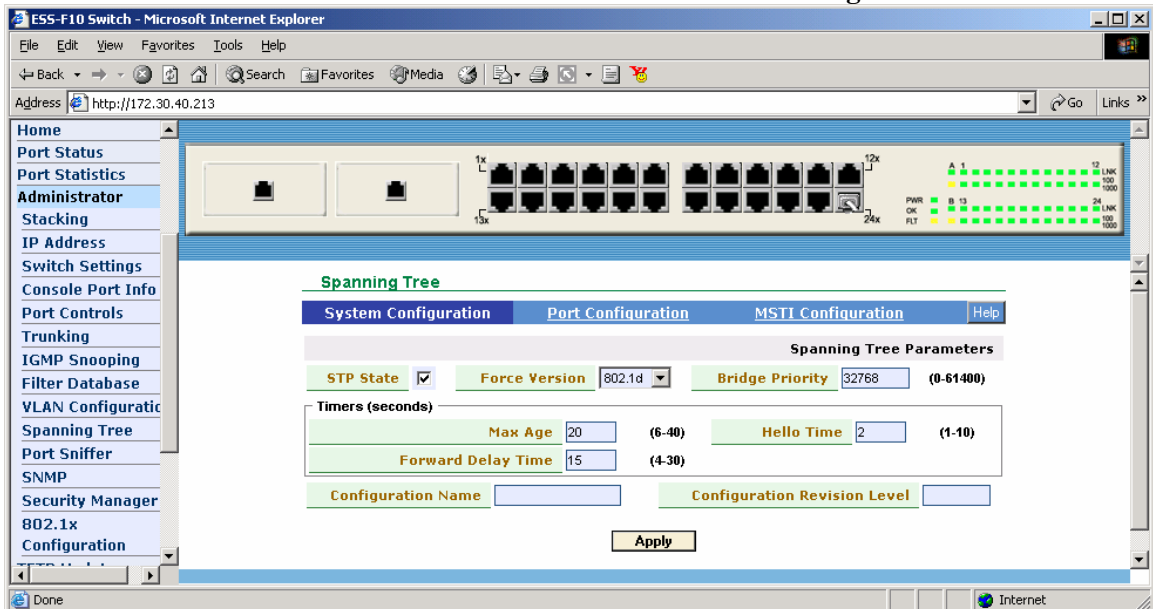 ESS-F10 Switch - Microsoft Internet Explorer
File Edit View Favorites Tools Help
Back Search Favorites Media
Address http://172.30.40.213 Go Links »
Home
Port Status
Port Statistics
Administrator
Stacking
IP Address
Switch Settings
Console Port Info
Port Controls
Trunking
IGMP Snooping
Filter Database
VLAN Configuratio
Spanning Tree
Port Sniffer
SNMP
Security Manager
802.1x
Configuration
1x 12x
13x 24x
A 1 12 LNK
100
1000
PWR B 13 24 LNK
OK 100
FLT 1000
Spanning Tree
System Configuration Port Configuration MSTI Configuration Help
Spanning Tree Parameters
STP State Force Version 802.1d Bridge Priority 32768 (0-61400)
Timers (seconds)
Max Age 20 (6-40) Hello Time 2 (1-10)
Forward Delay Time 15 (4-30)
Configuration Name Configuration Revision Level
Apply
Done Internet